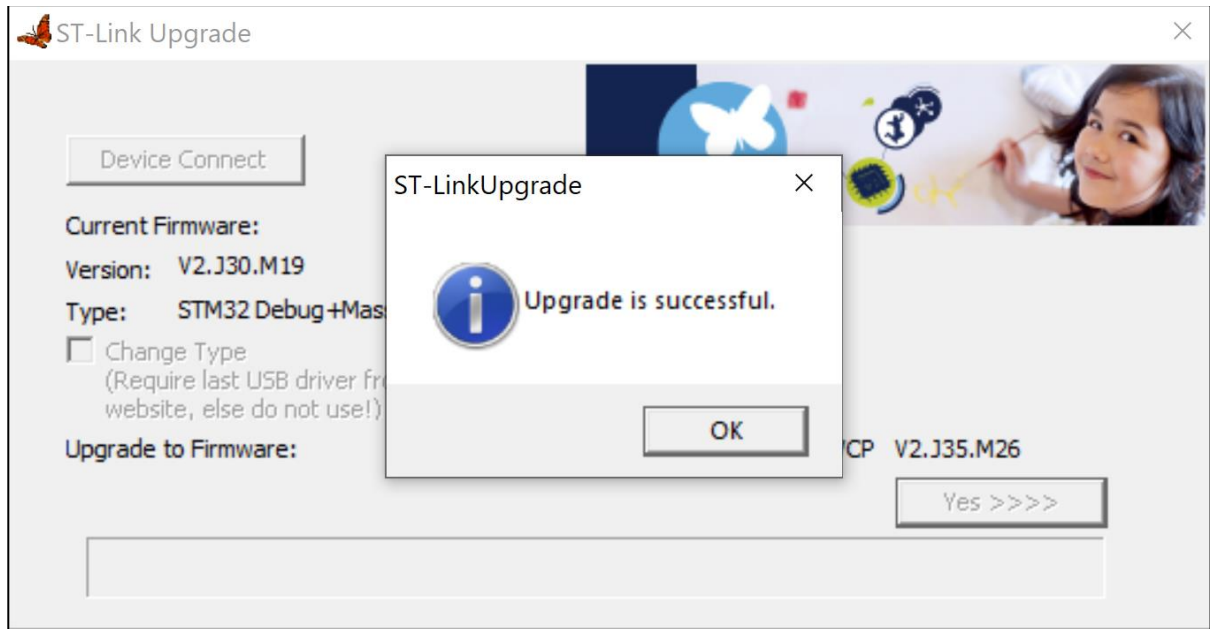 ST-Link Upgrade
Device Connect
ST-LinkUpgrade
Current Firmware:
Version: V2.J30.M19
Type: STM32 Debug+Mas
Upgrade is successful.
Change Type
(Require last USB driver
website, else do not use!)
OK
Upgrade to Firmware: /CP V2.J35.M26
Yes >>>>